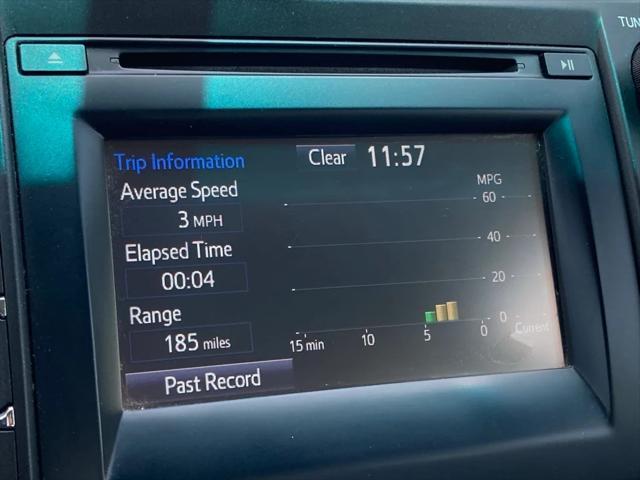 TUN
Trip Information Clear 11:57
Average Speed
3 MPH
Elapsed Time
00:04
Range
185 miles
Past Record
MPG
60
40
20
0
15 min 10 5 0 Current